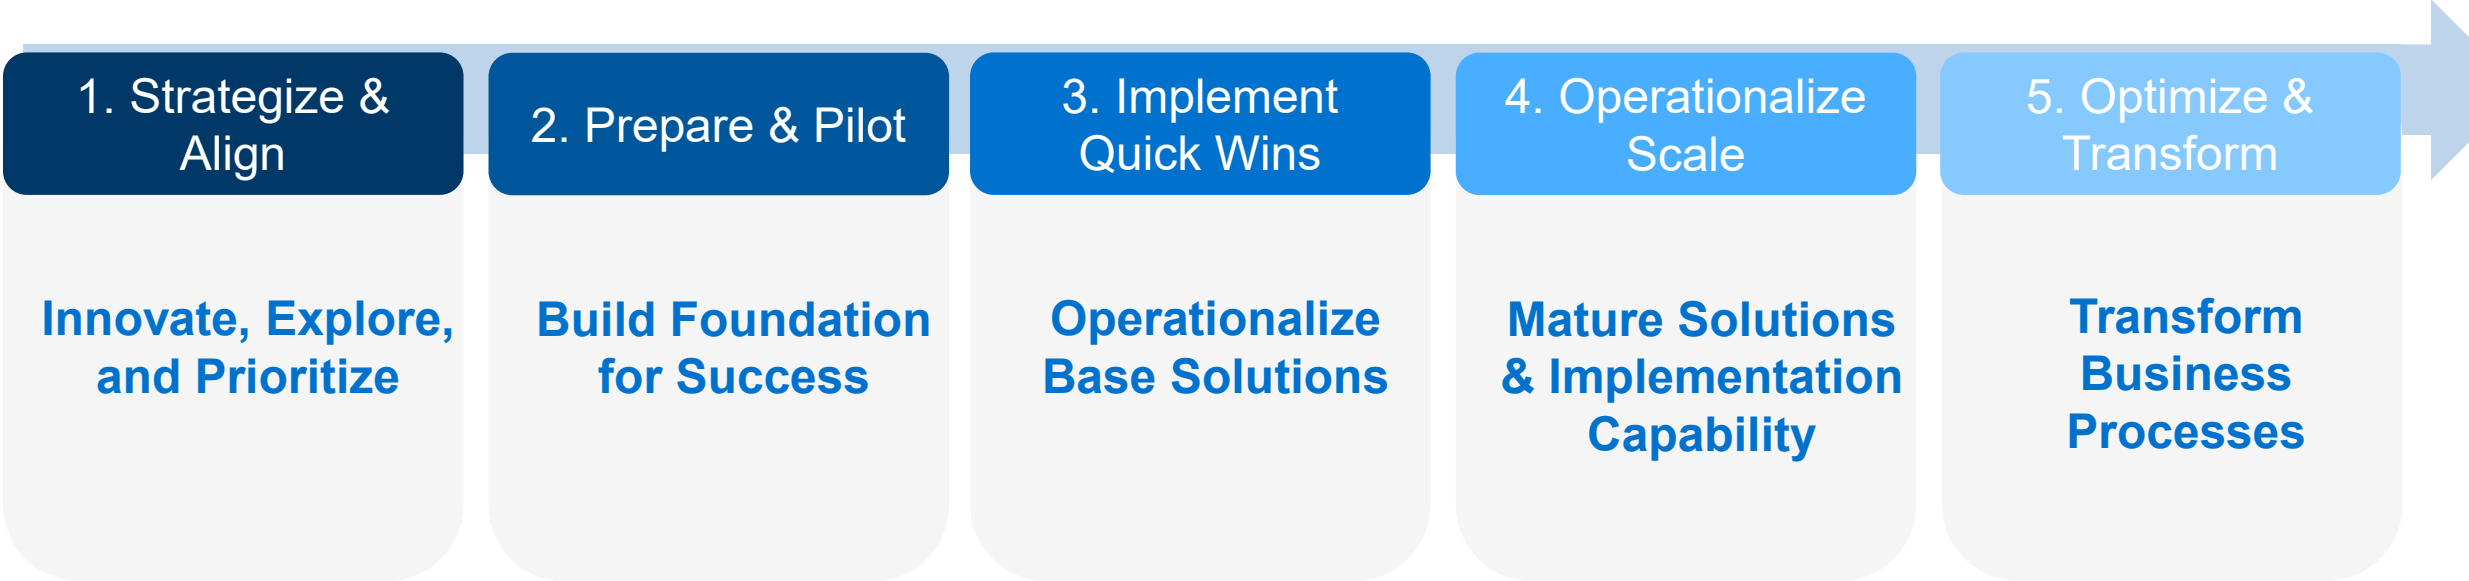 1. Strategize &
Align
2. Prepare & Pilot
3. Implement
Quick Wins
4. Operationalize
Scale
5. Optimize &
Transform
Innovate, Explore,
and Prioritize
Build Foundation
for Success
Operationalize
Base Solutions
Mature Solutions
& Implementation
Capability
Transform
Business
Processes